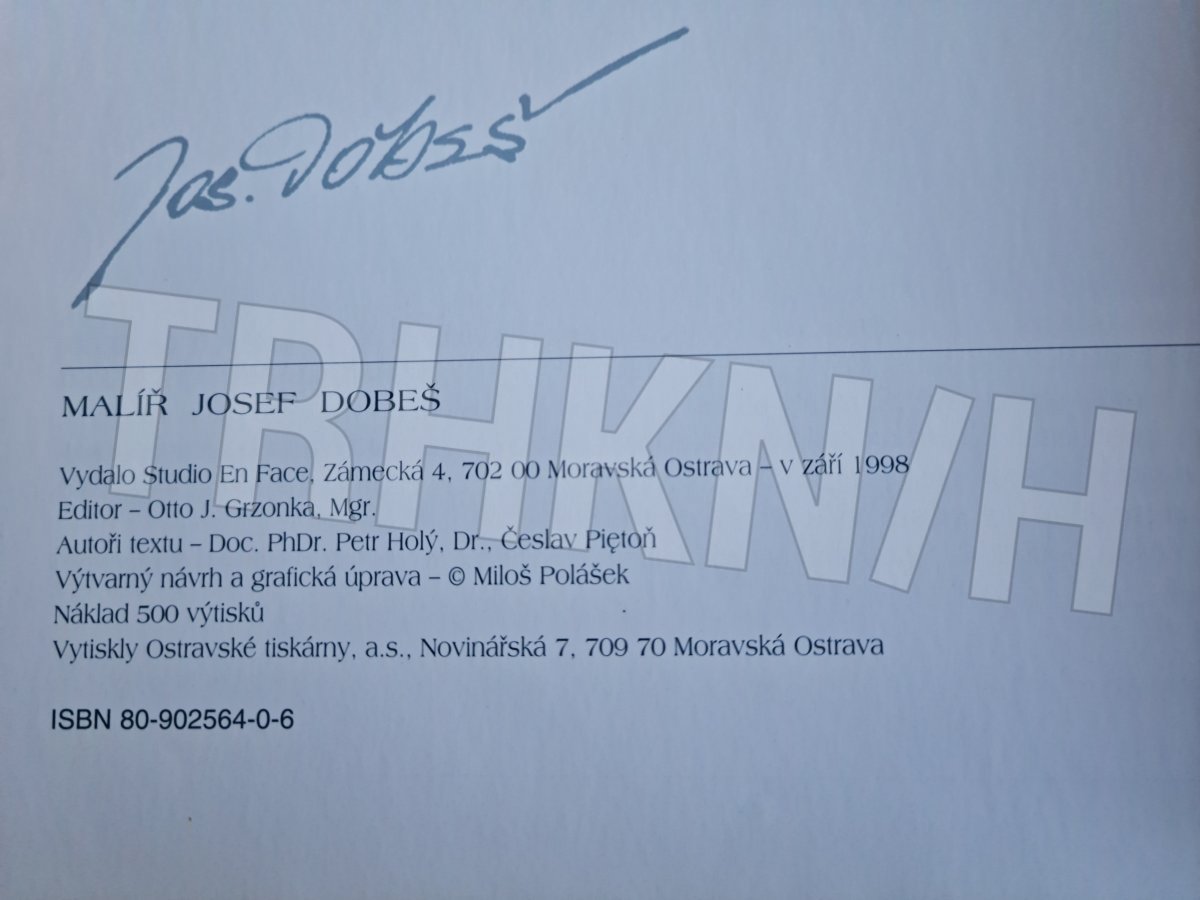 Jos. Dobeš
TRHKN/H
MALÍŘ JOSEF DOBEŠ
Vydalo Studio En Face, Zámecká 4, 702 00 Moravská Ostrava – v září 1998
Editor – Otto J. Grzonka, Mgr.
Autoři textu – Doc. PhDr. Petr Holý, Dr., Česlav Piętoň
Výtvarný návrh a grafická úprava – © Miloš Polášek
Náklad 500 výtisků
Vytiskly Ostravské tiskárny, a.s., Novinářská 7, 709 70 Moravská Ostrava
ISBN 80-902564-0-6